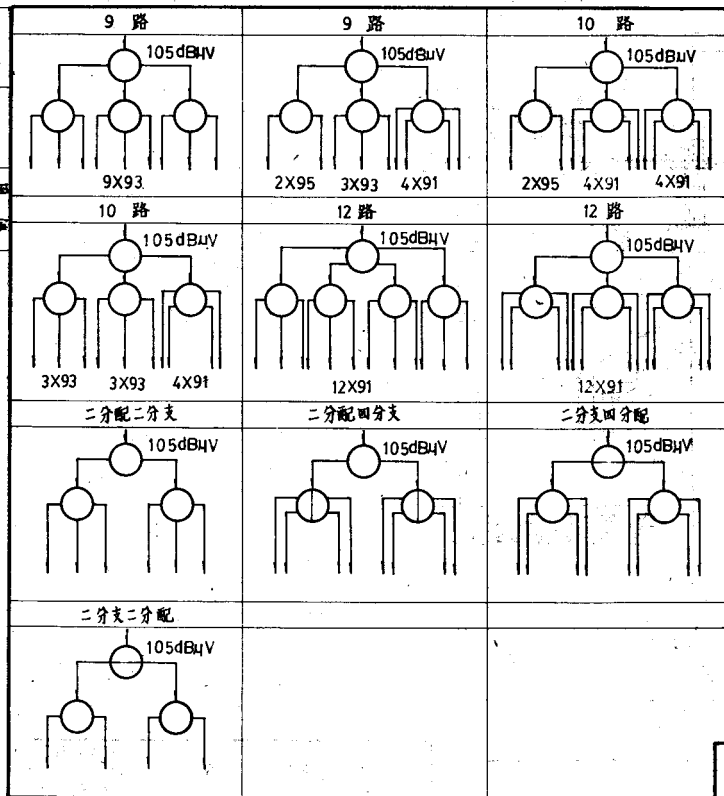 9 路
9 路
10 路
105dBμV
105dBμV
105dBμV
9X93
2X95 3X93 4X91
2X95 4X91 4X91
10 路
12 路
12 路
105dBμV
105dBμV
105dBμV
3X93 3X93 4X91
12X91
12X91
二分配二分支
二分配四分支
二分支四分配
105dBμV
105dBμV
105dBμV
二分支二分配
105dBμV